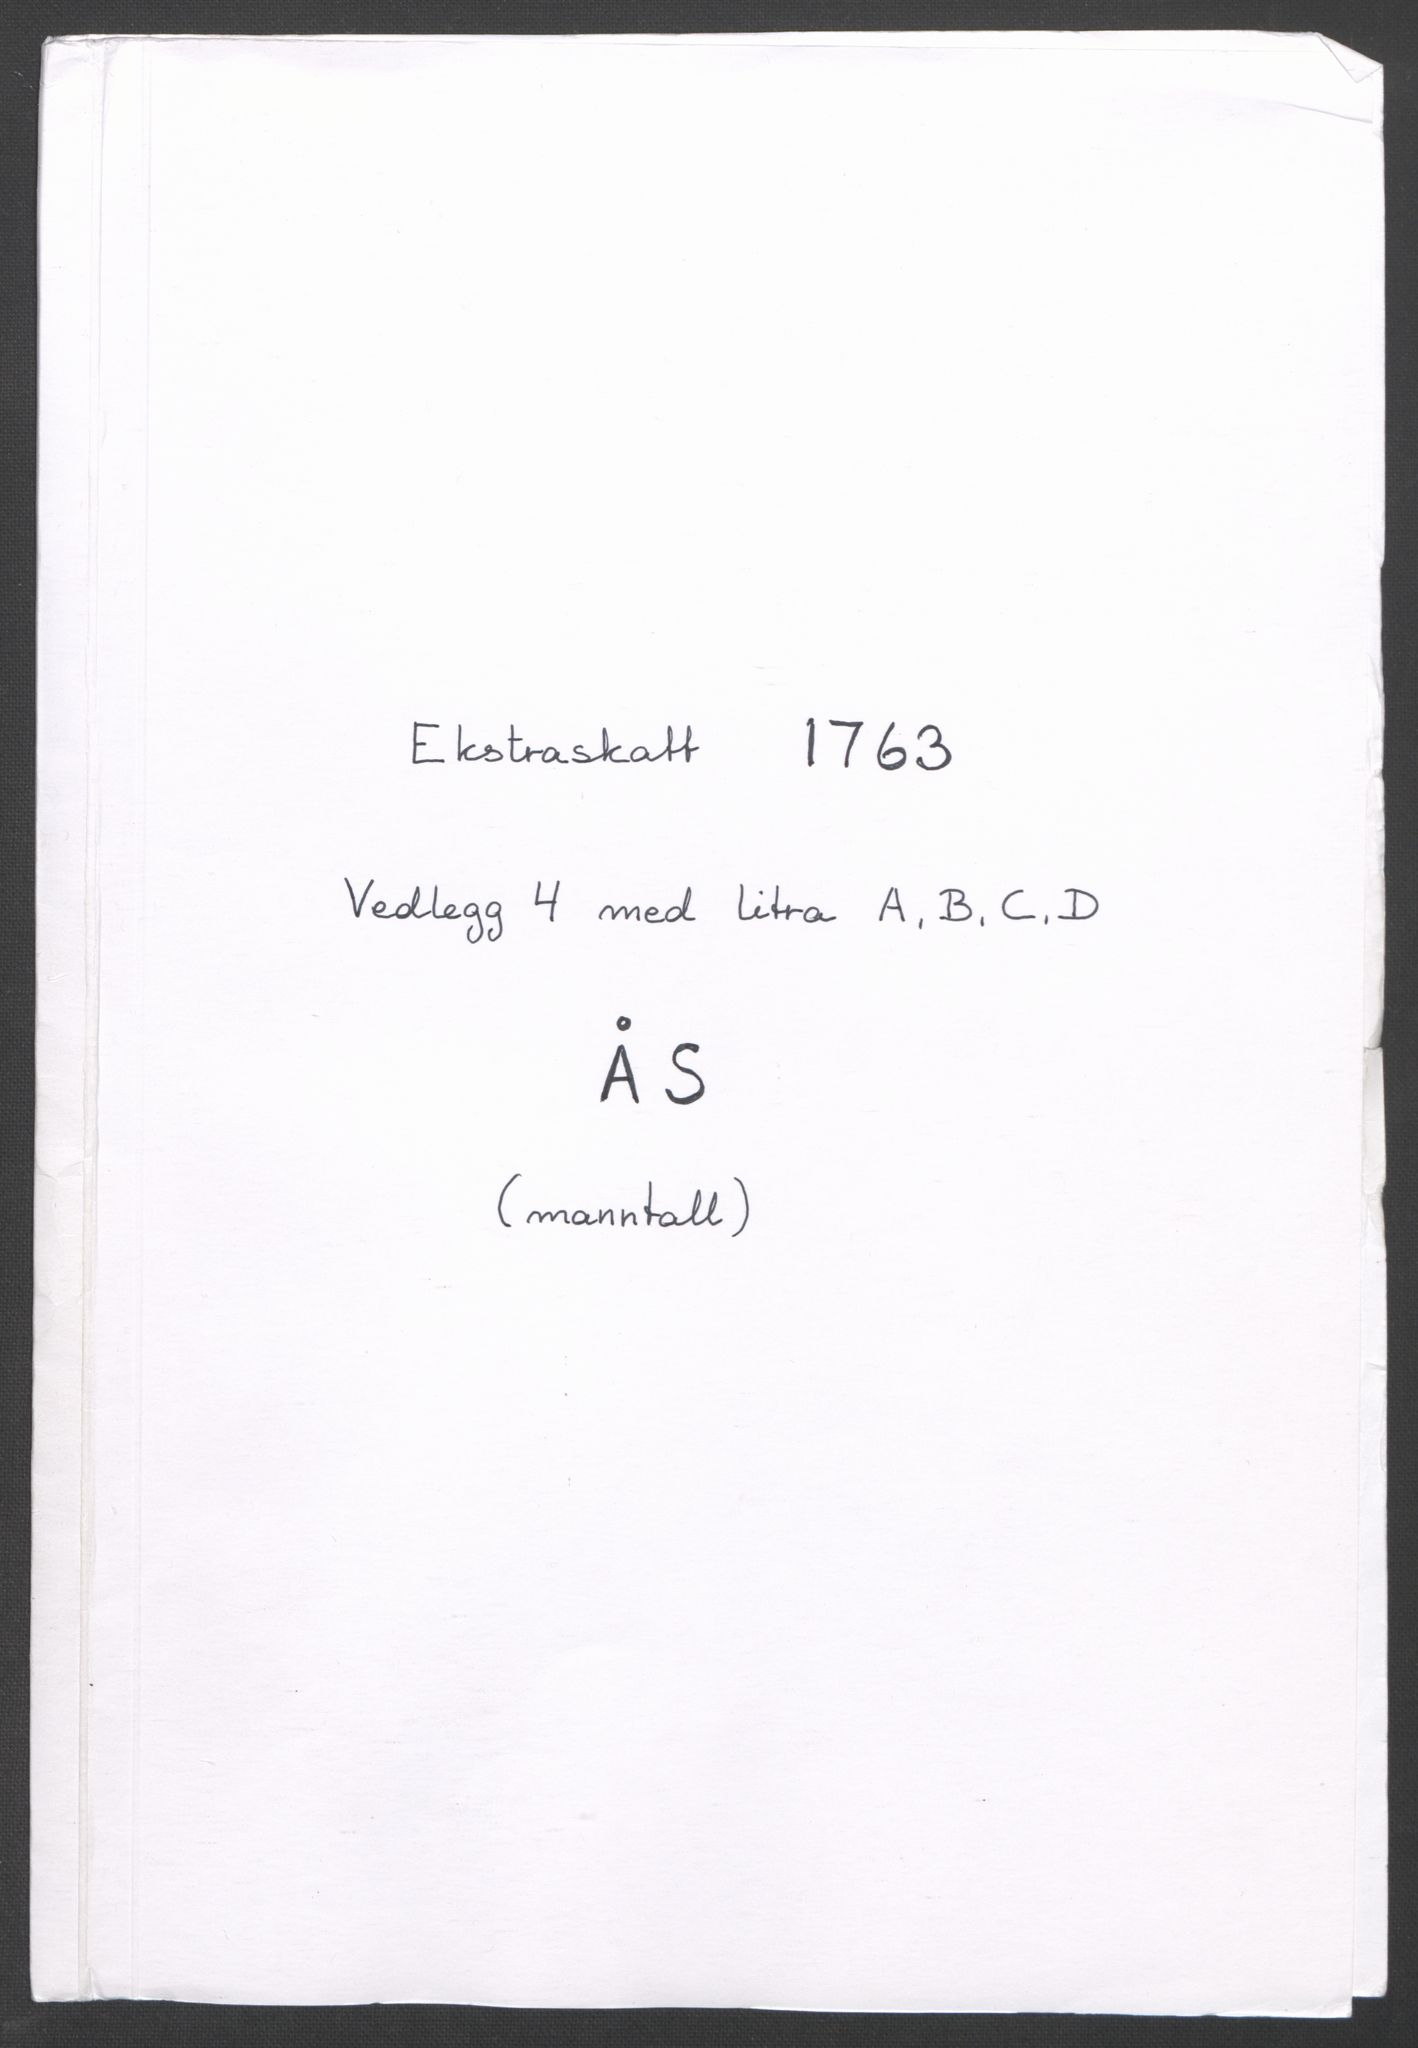 Ekstraskatt 1763
Vedlegg 4 med litra A, B, C, D
ÅS
(manntall)